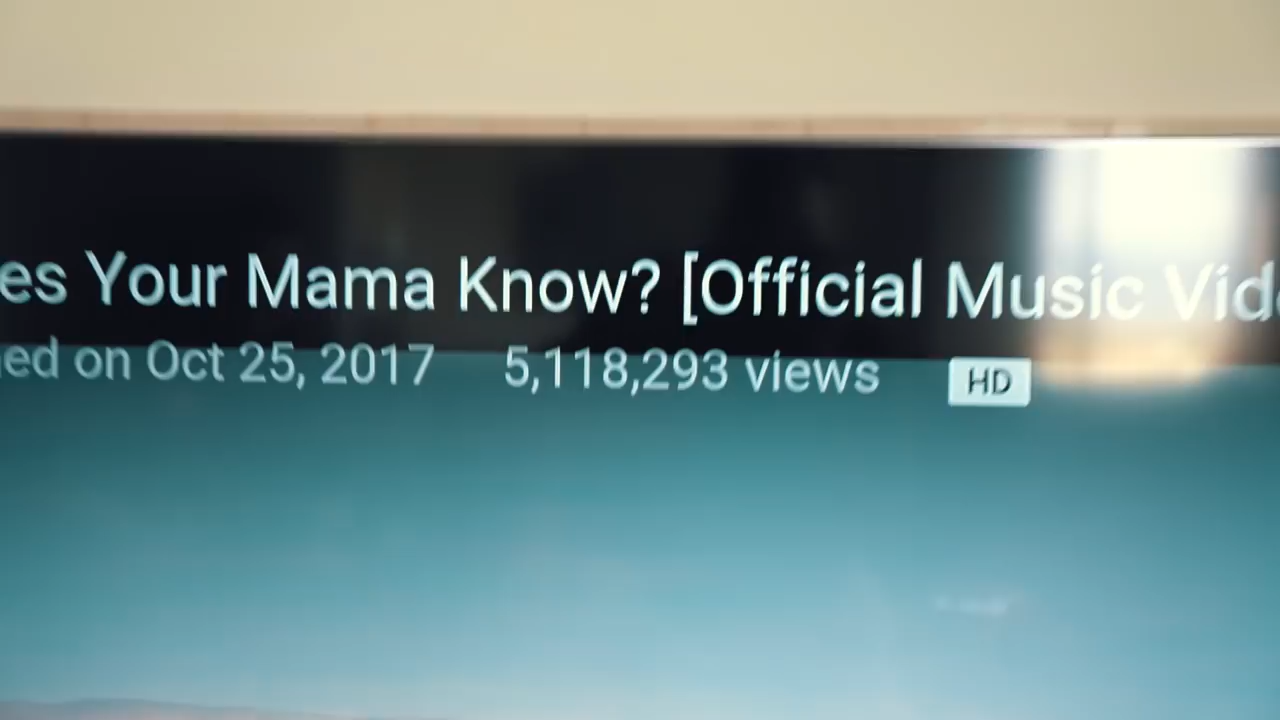 es Your Mama Know? [Official Music Vid
ed on Oct 25, 2017 5,118,293 views HD